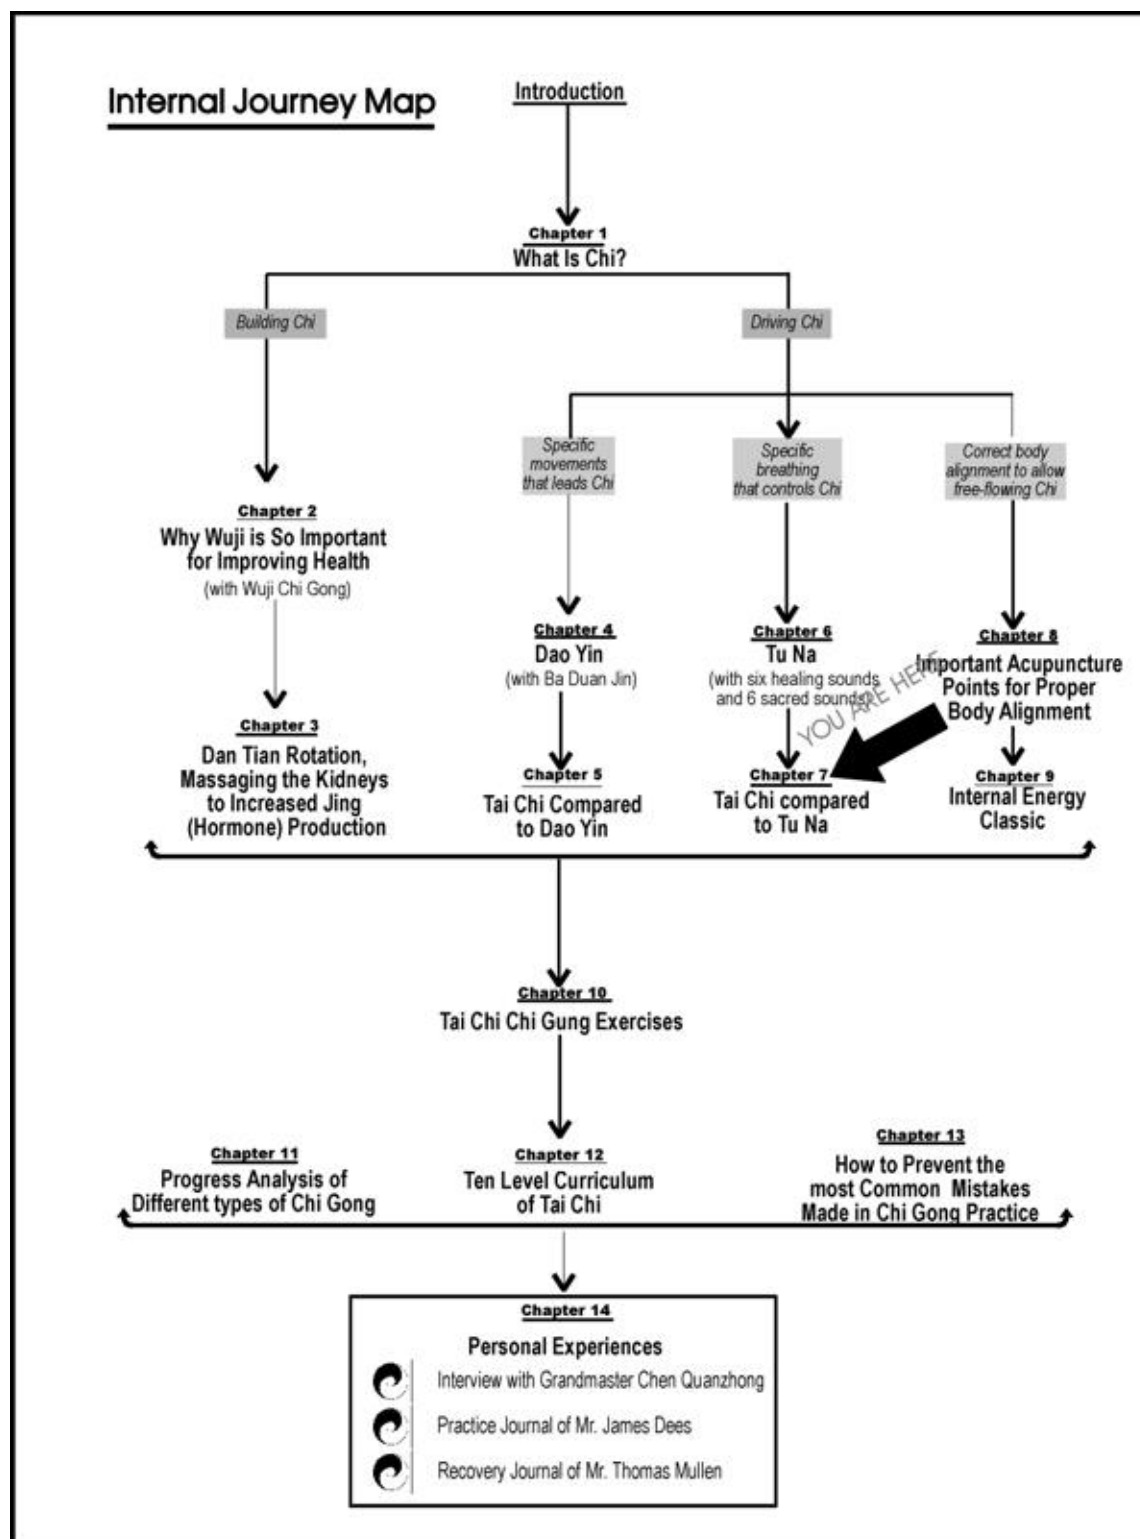 Internal Journey Map
Introduction
Chapter 1
What Is Chi?
Building Chi
Driving Chi
Specific
movements
that leads Chi
Specific
breathing
that controls Chi
Correct body
alignment to allow
free-flowing Chi
Chapter 2
Why Wuji is So Important
for Improving Health
(with Wuji Chi Gong)
Chapter 3
Dan Tian Rotation,
Massaging the Kidneys
to Increased Jing
(Hormone) Production
Chapter 4
Dao Yin
(with Ba Duan Jin)
Chapter 5
Tai Chi Compared
to Dao Yin
Chapter 6
Tu Na
(with six healing sounds
and 6 sacred sounds)
YOU ARE HERE
Chapter 7
Tai Chi compared
to Tu Na
Chapter 8
Important Acupuncture
Points for Proper
Body Alignment
Chapter 9
Internal Energy
Classic
Chapter 10
Tai Chi Chi Gung Exercises
Chapter 11
Progress Analysis of
Different types of Chi Gong
Chapter 12
Ten Level Curriculum
of Tai Chi
Chapter 13
How to Prevent the
most Common Mistakes
Made in Chi Gong Practice
Chapter 14
Personal Experiences
Interview with Grandmaster Chen Quanzhong
Practice Journal of Mr. James Dees
Recovery Journal of Mr. Thomas Mullen